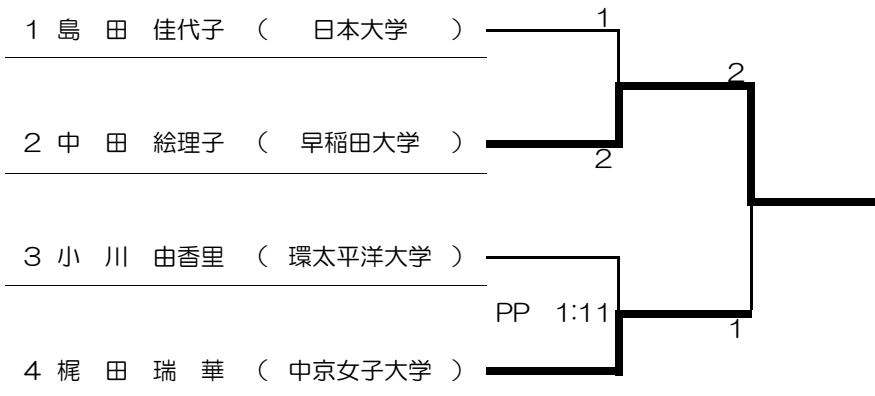 1 島 田 佳代子 ( 日本大学 ) 1
2
2 中 田 絵理子 ( 早稲田大学 )
2
3 小 川 由香里 ( 環太平洋大学 )
PP 1:11
1
4 梶 田 瑞 華 ( 中京女子大学 )